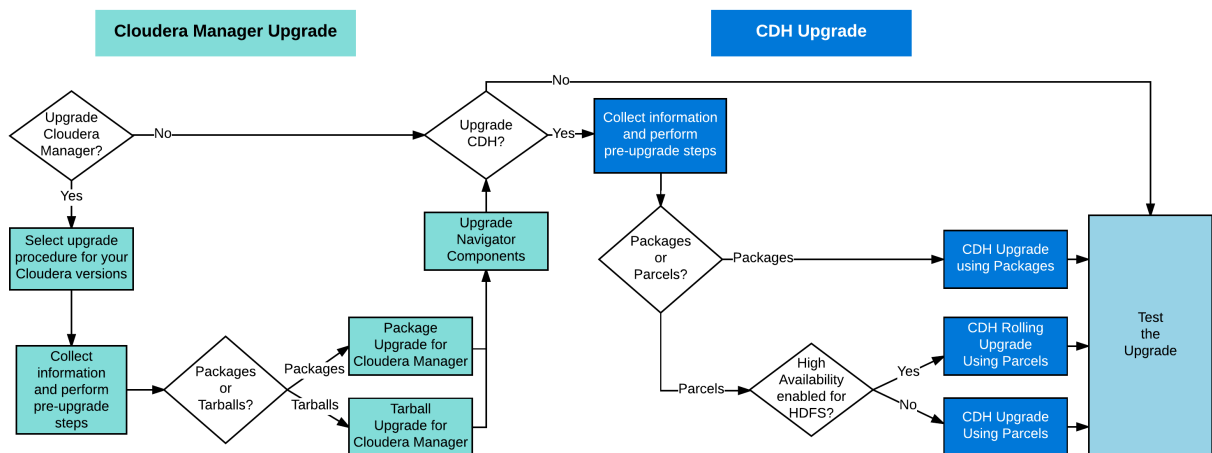 Cloudera Manager Upgrade
CDH Upgrade
Upgrade
Cloudera
Manager?
No
Yes
Select upgrade
procedure for your
Cloudera versions
Collect
information
and perform
pre-upgrade
steps
Packages
or
Tarballs?
Packages
Tarballs
Package
Upgrade for
Cloudera Manager
Tarball
Upgrade for
Cloudera Manager
Upgrade
Navigator
Components
Upgrade
CDH?
No
Yes
Collect information
and perform
pre-upgrade steps
Packages
or
Parcels?
Packages
Parcels
CDH Upgrade
using Packages
High
Availability
enabled for
HDFS?
Yes
No
CDH Rolling
Upgrade
Using Parcels
CDH Upgrade
Using Parcels
Test
the
Upgrade